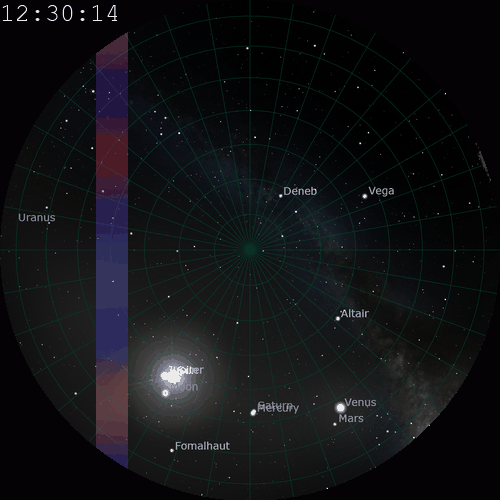 12:30:14
Deneb
Vega
Uranus
Altair
Saturn
Mercury
Venus
Mars
Fomalhaut